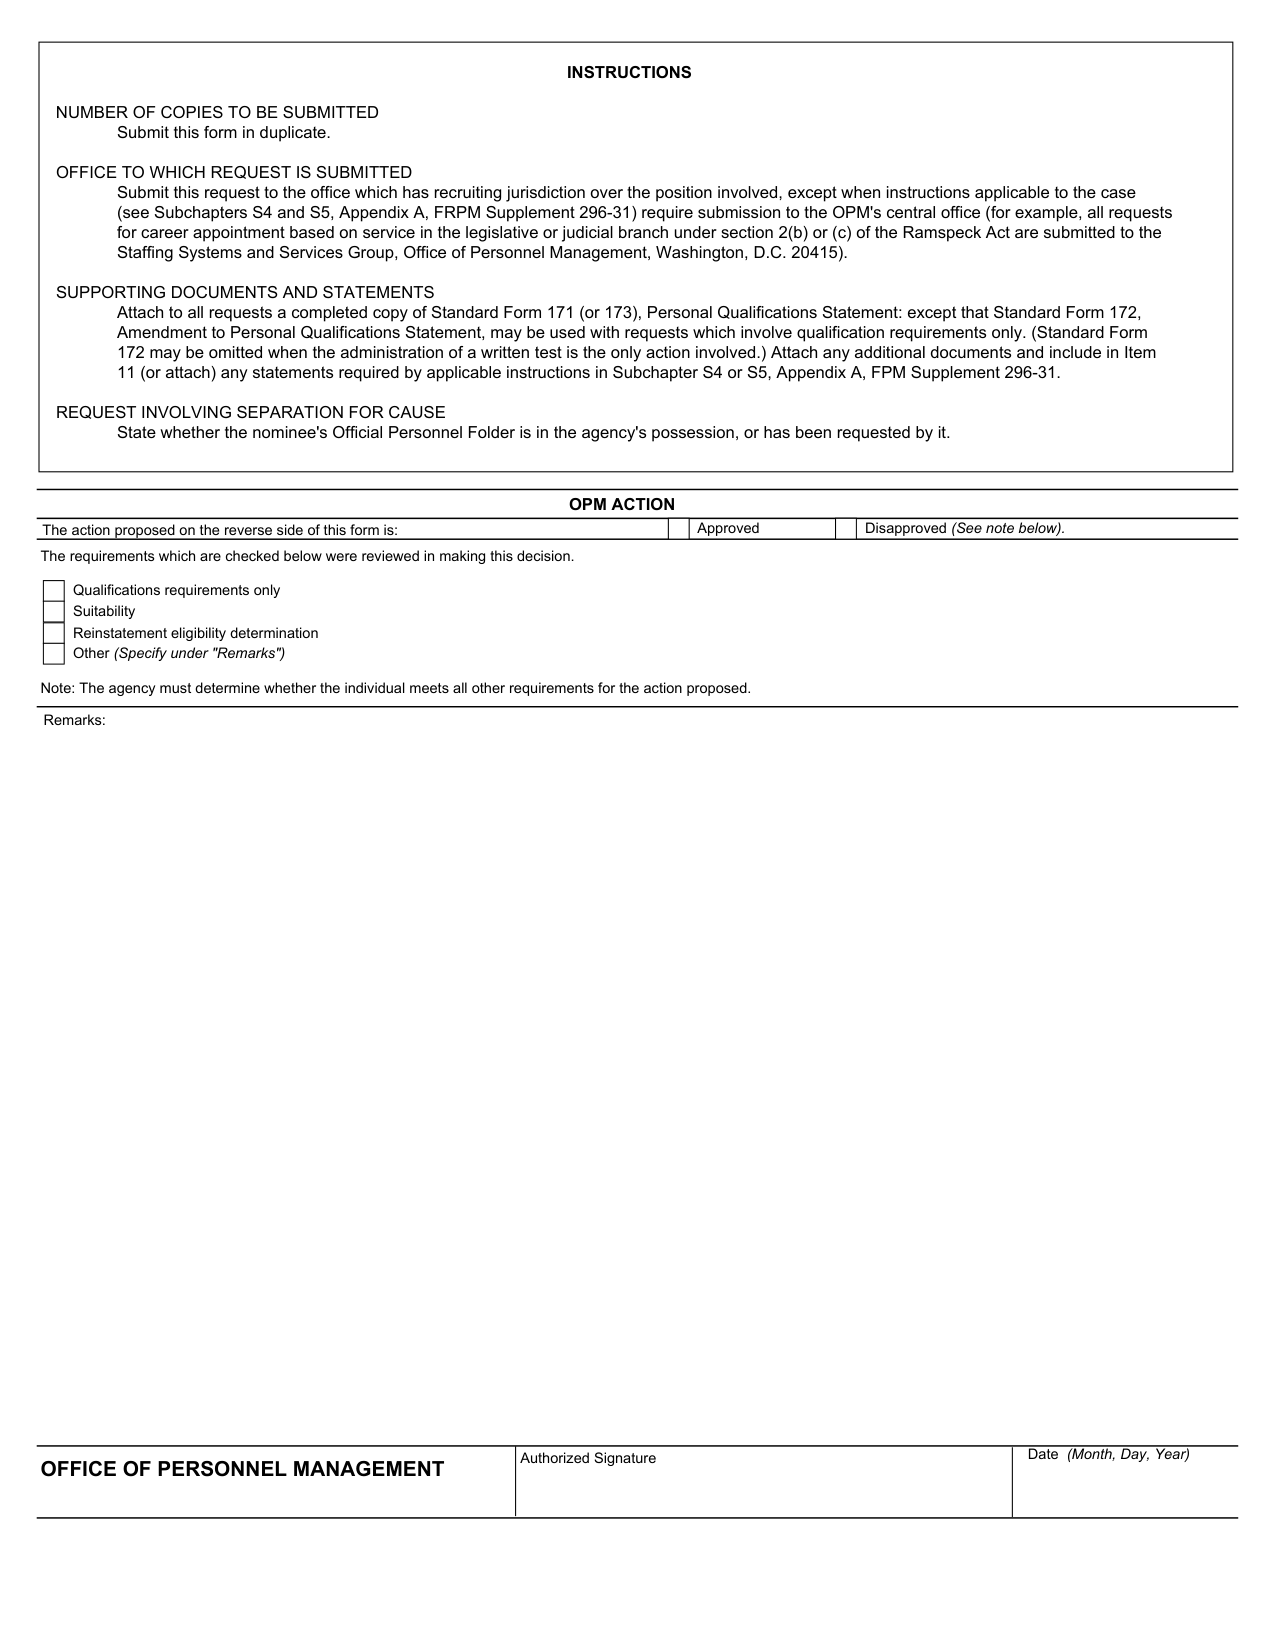 INSTRUCTIONS
NUMBER OF COPIES TO BE SUBMITTED
Submit this form in duplicate.
OFFICE TO WHICH REQUEST IS SUBMITTED
Submit this request to the office which has recruiting jurisdiction over the position involved, except when instructions applicable to the case
(see Subchapters S4 and S5, Appendix A, FRPM Supplement 296-31) require submission to the OPM's central office (for example, all requests
for career appointment based on service in the legislative or judicial branch under section 2(b) or (c) of the Ramspeck Act are submitted to the
Staffing Systems and Services Group, Office of Personnel Management, Washington, D.C. 20415).
SUPPORTING DOCUMENTS AND STATEMENTS
Attach to all requests a completed copy of Standard Form 171 (or 173), Personal Qualifications Statement: except that Standard Form 172,
Amendment to Personal Qualifications Statement, may be used with requests which involve qualification requirements only. (Standard Form
172 may be omitted when the administration of a written test is the only action involved.) Attach any additional documents and include in Item
11 (or attach) any statements required by applicable instructions in Subchapter S4 or S5, Appendix A, FPM Supplement 296-31.
REQUEST INVOLVING SEPARATION FOR CAUSE
State whether the nominee's Official Personnel Folder is in the agency's possession, or has been requested by it.
OPM ACTION
The action proposed on the reverse side of this form is: Approved Disapproved (See note below).
The requirements which are checked below were reviewed in making this decision.
Qualifications requirements only
Suitability
Reinstatement eligibility determination
Other (Specify under "Remarks")
Note: The agency must determine whether the individual meets all other requirements for the action proposed.
Remarks:
OFFICE OF PERSONNEL MANAGEMENT Authorized Signature Date (Month, Day, Year)